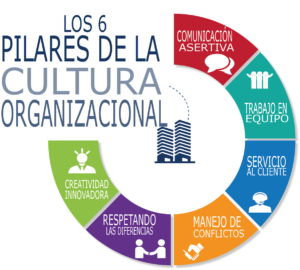 LOS 6
PILARES DE LA
CULTURA
ORGANIZACIONAL
COMUNICACIÓN
ASERTIVA
TRABAJO EN
EQUIPO
SERVICIO
AL CLIENTE
MANEJO DE
CONFLICTOS
RESPETANDO
LAS DIFERENCIAS
CREATIVIDAD
INNOVADORA